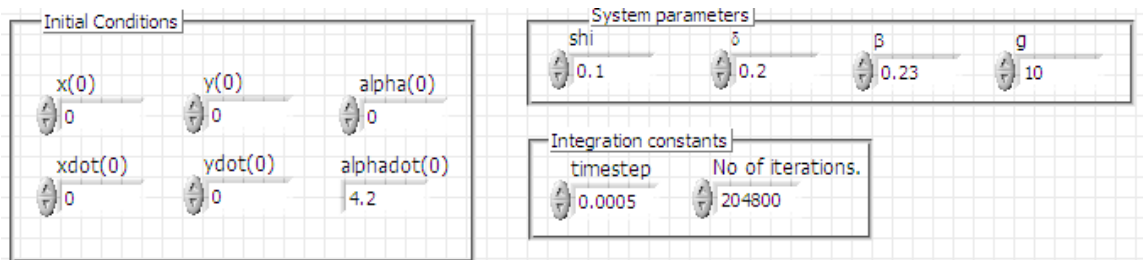 Initial Conditions
x(0) y(0) alpha(0)
0 0 0
xdot(0) ydot(0) alphadot(0)
0 0 4.2
System parameters
shi δ β g
0.1 0.2 0.23 10
Integration constants
timestep No of iterations.
0.0005 204800